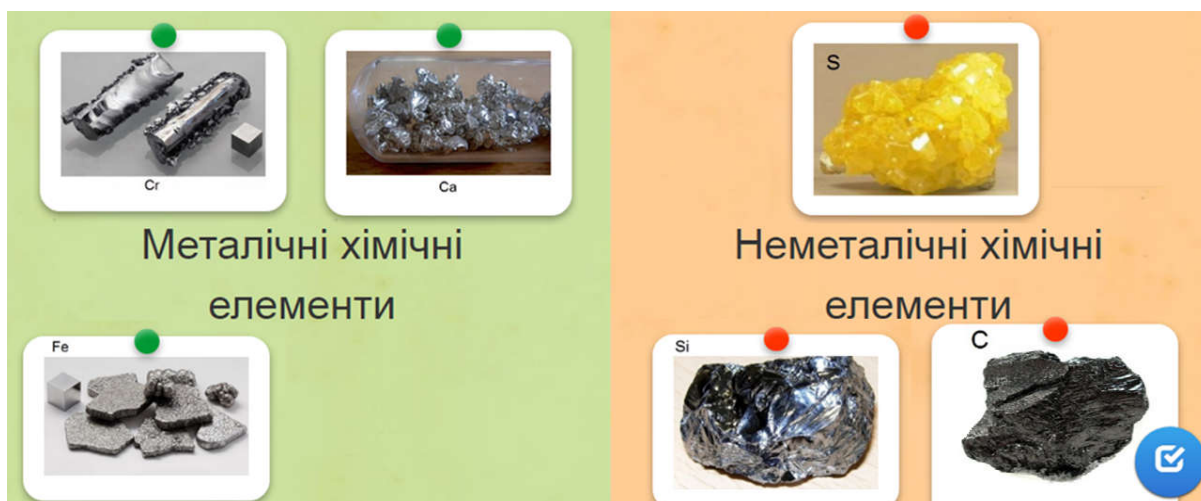 Cr
Ca
Металічні хімічні
елементи
Fe
S
Неметалічні хімічні
елементи
Si
C